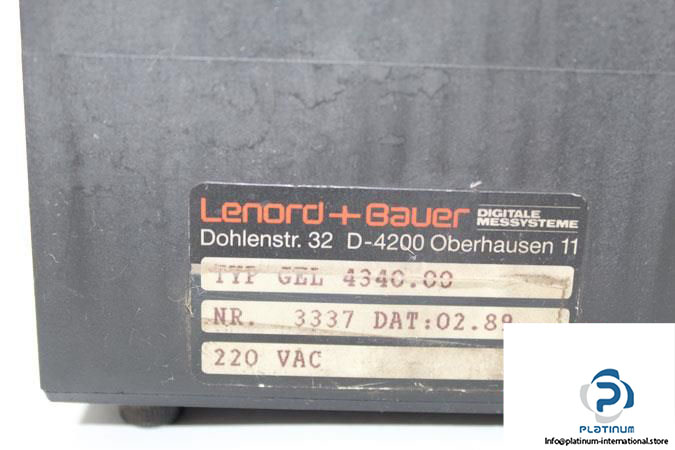 Lenord + Bauer DIGITALE MESSYSTEME
Dohlenstr. 32 D-4200 Oberhausen 11
TYP GEL 4340.00
NR. 3337 DAT:02.89
220 VAC
PLATINUM
Info@platinum-international.store